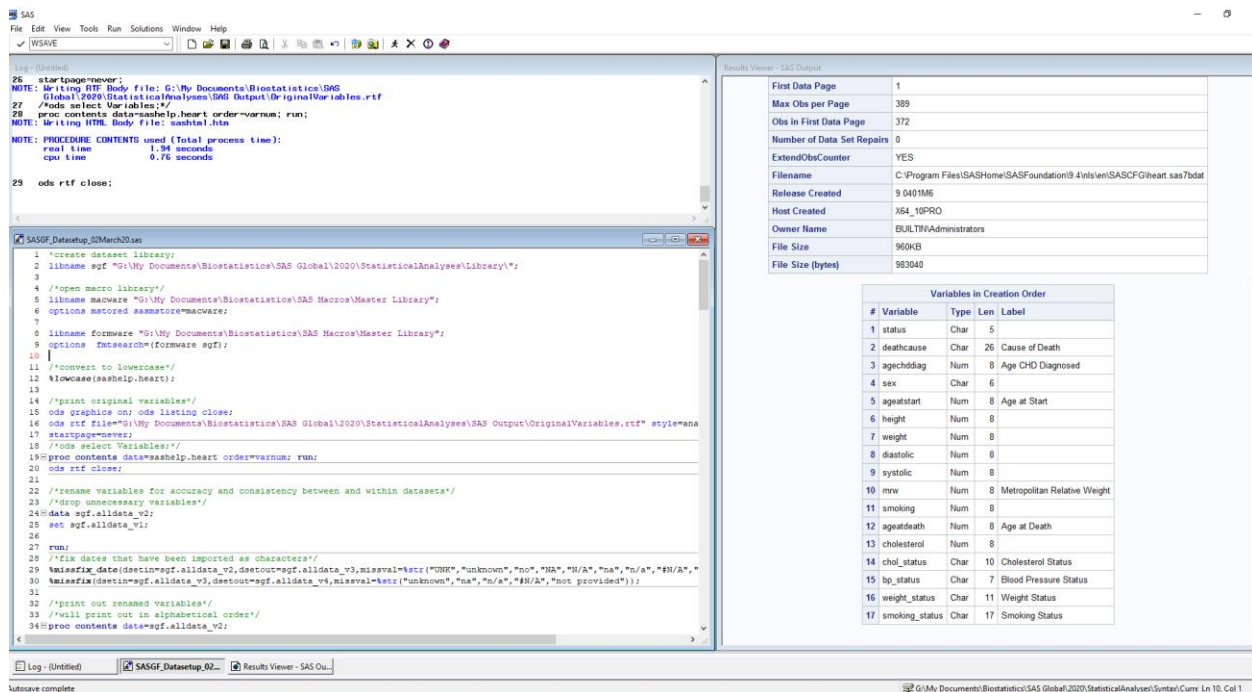 SAS
File Edit View Tools Run Solutions Window Help
WSAVE
Log - (Untitled)
26 startpage=never;
NOTE: Writing RTF Body file: G:\My Documents\Biostatistics\SAS
Global\2020\StatisticalAnalyses\SAS Output\OriginalVariables.rtf
27 /*ods select Variables;*/
28 proc contents data=sashelp.heart order=varnum; run;
NOTE: Writing HTML Body file: sashtml.htm
NOTE: PROCEDURE CONTENTS used (Total process time):
real time 1.94 seconds
cpu time 0.76 seconds
29 ods rtf close;
SASGF_Datasetup_02March20.sas
1 *create dataset library;
2 libname sgf "G:\My Documents\Biostatistics\SAS Global\2020\StatisticalAnalyses\Library\";
3
4 /*open macro library*/
5 libname macware "G:\My Documents\Biostatistics\SAS Macros\Master Library";
6 options mstored sasmstore=macware;
7
8 libname formware "G:\My Documents\Biostatistics\SAS Macros\Master Library";
9 options fmtsearch=(formware sgf);
10
11 /*convert to lowercase*/
12 %lowcase(sashelp.heart);
13
14 /*print original variables*/
15 ods graphics on; ods listing close;
16 ods rtf file="G:\My Documents\Biostatistics\SAS Global\2020\StatisticalAnalyses\SAS Output\OriginalVariables.rtf" style=ana
17 startpage=never;
18 /*ods select Variables;*/
19 proc contents data=sashelp.heart order=varnum; run;
20 ods rtf close;
21
22 /*rename variables for accuracy and consistency between and within datasets*/
23 /*drop unnecessary variables*/
24 data sgf.alldata_v2;
25 set sgf.alldata_v1;
26
27 run;
28 /*fix dates that have been imported as characters*/
29 %missfix_date(dsetin=sgf.alldata_v2,dsetout=sgf.alldata_v3,missval=%str("UNK","unknown","no","NA","N/A","na","n/a","#N/A","
30 %missfix(dsetin=sgf.alldata_v3,dsetout=sgf.alldata_v4,missval=%str("unknown","na","n/a","#N/A","not provided"));
31
32 /*print out renamed variables*/
33 /*will print out in alphabetical order*/
34 proc contents data=sgf.alldata_v2;
Results Viewer - SAS Output
First Data Page 1
Max Obs per Page 389
Obs in First Data Page 372
Number of Data Set Repairs 0
ExtendObsCounter YES
Filename C:\Program Files\SASHome\SASFoundation\9.4\nls\en\SASCFG\heart.sas7bdat
Release Created 9.0401M6
Host Created X64_10PRO
Owner Name BUILTIN\Administrators
File Size 960KB
File Size (bytes) 983040
Variables in Creation Order
# Variable Type Len Label
1 status Char 5
2 deathcause Char 26 Cause of Death
3 agechddiag Num 8 Age CHD Diagnosed
4 sex Char 6
5 ageatstart Num 8 Age at Start
6 height Num 8
7 weight Num 8
8 diastolic Num 8
9 systolic Num 8
10 mrw Num 8 Metropolitan Relative Weight
11 smoking Num 8
12 ageatdeath Num 8 Age at Death
13 cholesterol Num 8
14 chol_status Char 10 Cholesterol Status
15 bp_status Char 7 Blood Pressure Status
16 weight_status Char 11 Weight Status
17 smoking_status Char 17 Smoking Status
Log - (Untitled) SASGF_Datasetup_02... Results Viewer - SAS Ou...
Autosave complete G:\My Documents\Biostatistics\SAS Global\2020\StatisticalAnalyses\Syntax\Curre Ln 10, Col 1